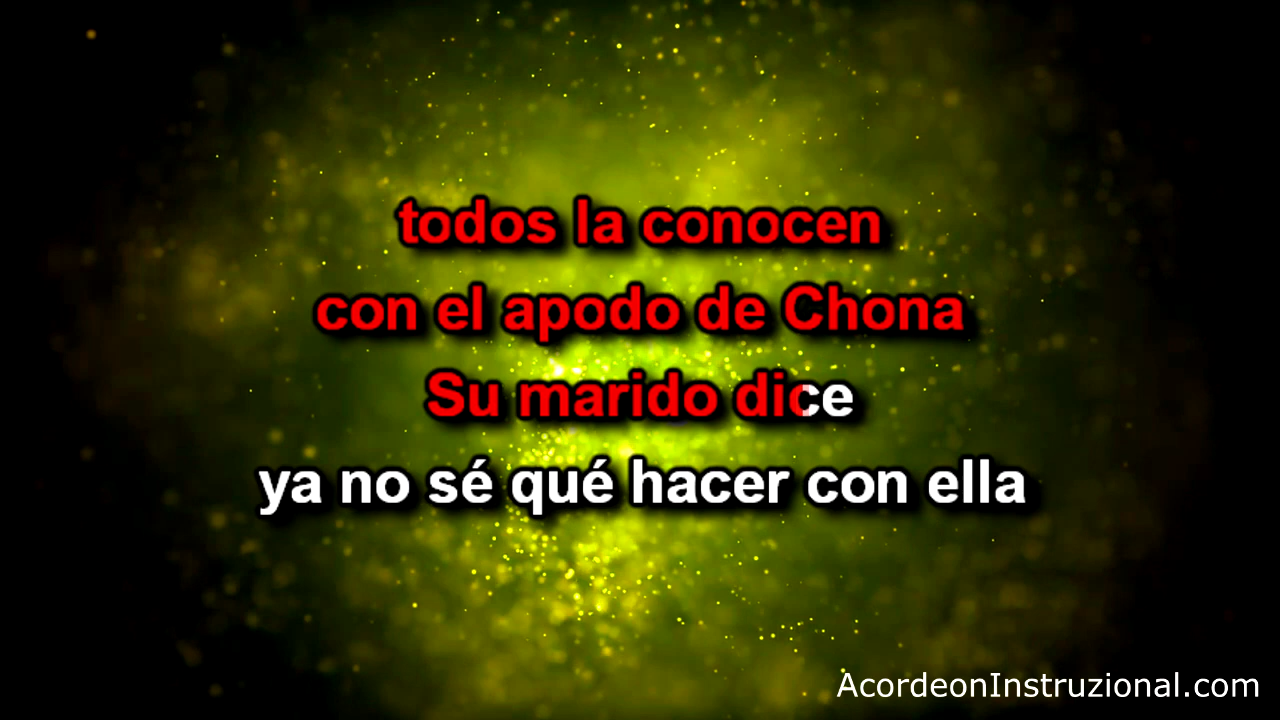 todos la conocen
con el apodo de Chona
Su marido dice
ya no sé qué hacer con ella
AcordeonInstruzional.com